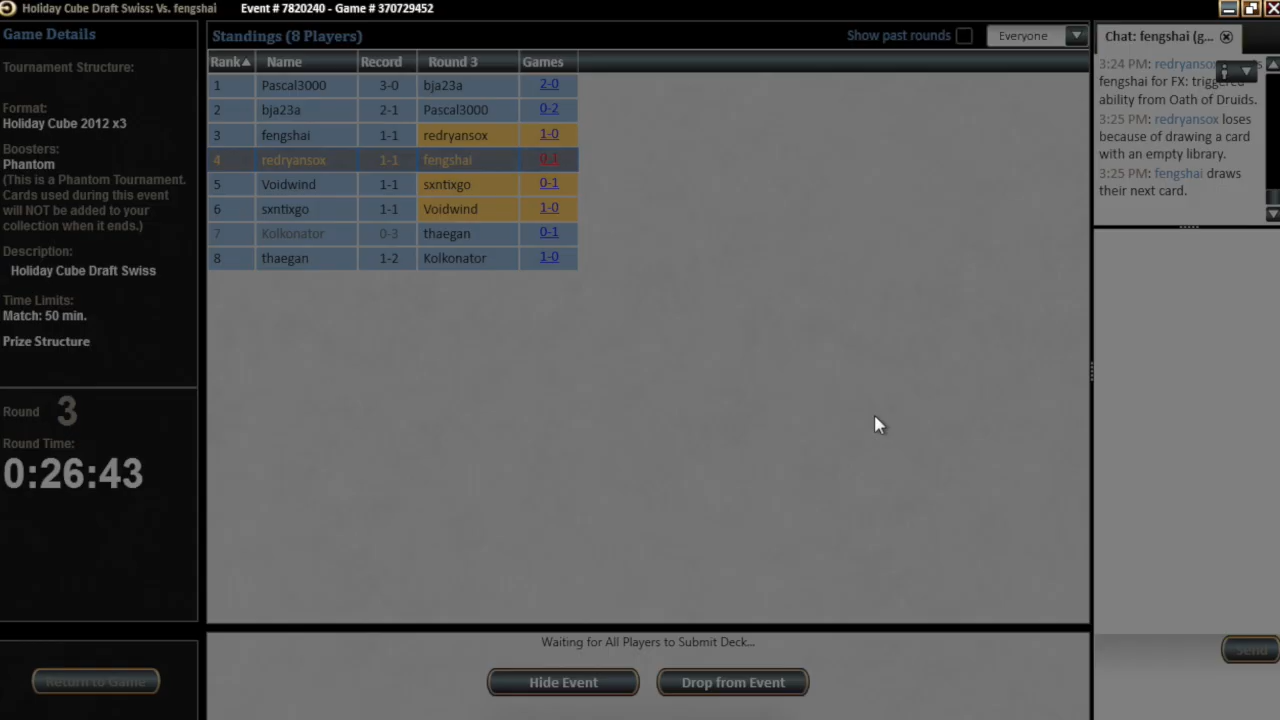 Holiday Cube Draft Swiss: Vs. fengshai Event # 7820240 - Game # 370729452
Game Details
Tournament Structure:
Format:
Holiday Cube 2012 x3
Boosters:
Phantom
(This is a Phantom Tournament.
Cards used during this event
will NOT be added to your
collection when it ends.)
Description:
Holiday Cube Draft Swiss
Time Limits:
Match: 50 min.
Prize Structure
Round 3
Round Time:
0:26:43
Return to Game
Standings (8 Players) Show past rounds Everyone
Rank Name Record Round 3 Games
1 Pascal3000 3-0 bja23a 2-0
2 bja23a 2-1 Pascal3000 0-2
3 fengshai 1-1 redryansox 1-0
4 redryansox 1-1 fengshai 0-1
5 Voidwind 1-1 sxntixgo 0-1
6 sxntixgo 1-1 Voidwind 1-0
7 Kolkonator 0-3 thaegan 0-1
8 thaegan 1-2 Kolkonator 1-0
Waiting for All Players to Submit Deck...
Hide Event Drop from Event
Chat: fengshai (g...
3:24 PM: redryansox
fengshai for FX: triggered
ability from Oath of Druids.
3:25 PM: redryansox loses
because of drawing a card
with an empty library.
3:25 PM: fengshai draws
their next card.
Send